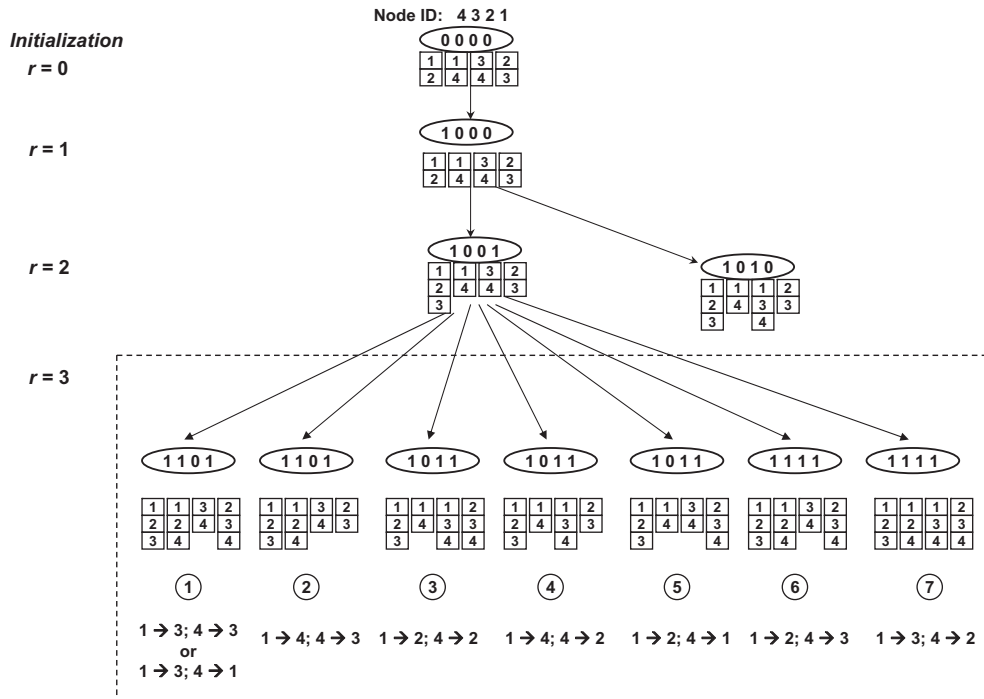 Node ID: 4 3 2 1
Initialization
0 0 0 0
r = 0
1 1 3 2
2 4 4 3
r = 1
1 0 0 0
1 1 3 2
2 4 4 3
r = 2
1 0 0 1
1 1 3 2
2 4 4 3
3
1 0 1 0
1 1 1 2
2 4 3 3
3 4
r = 3
1 1 0 1 1 1 0 1 1 0 1 1 1 0 1 1 1 0 1 1 1 1 1 1 1 1 1 1
1 1 3 2 1 1 3 2 1 1 1 2 1 1 1 2 1 1 3 2 1 1 3 2 1 1 1 2
2 2 4 3 2 2 4 3 2 4 3 3 2 4 3 3 2 4 4 3 2 2 4 3 2 2 3 3
3 4 4 3 4 3 4 4 3 4 3 4 3 4 4 3 4 4 4
1 2 3 4 5 6 7
1 → 3; 4 → 3
or
1 → 3; 4 → 1
1 → 4; 4 → 3
1 → 2; 4 → 2
1 → 4; 4 → 2
1 → 2; 4 → 1
1 → 2; 4 → 3
1 → 3; 4 → 2